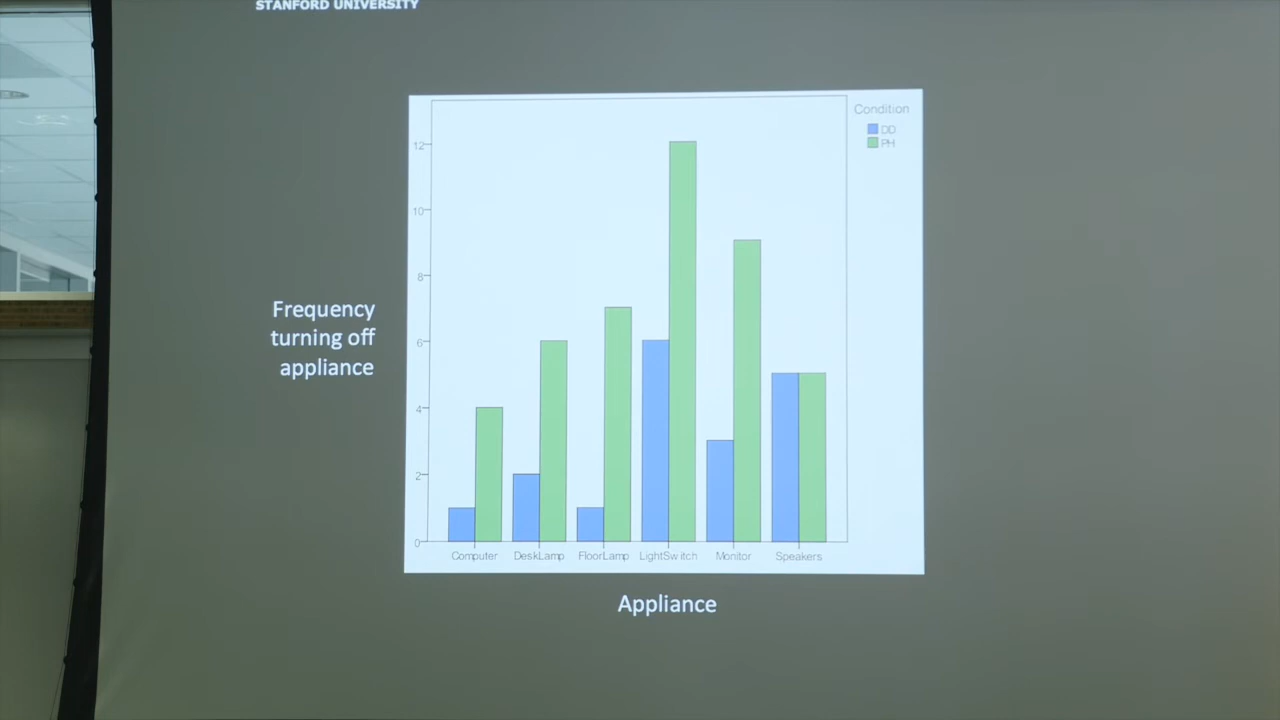 STANFORD UNIVERSITY
Condition
DD
PH
12
10
8
6
4
2
0
Frequency
turning off
appliance
Computer DeskLamp FloorLamp LightSwitch Monitor Speakers
Appliance